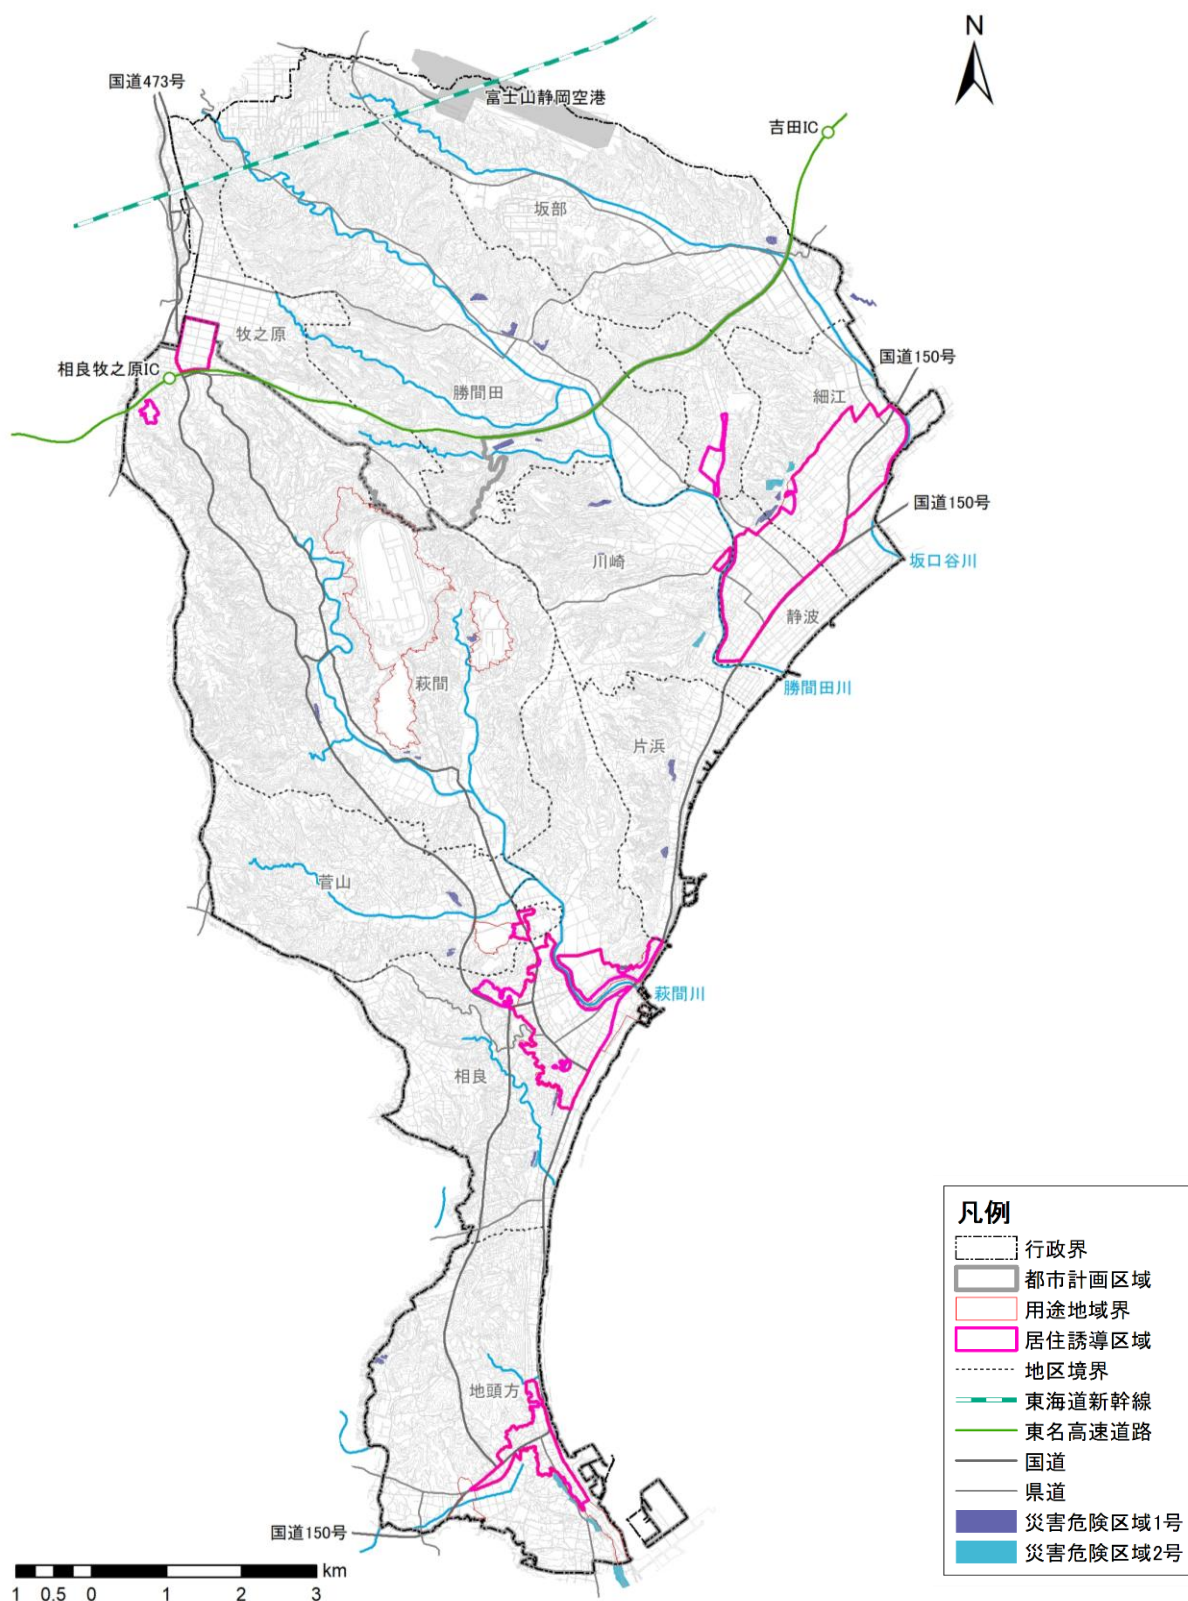 N
国道473号
富士山静岡空港
吉田IC
坂部
牧之原
国道150号
相良牧之原IC
勝間田
細江
国道150号
川崎
坂口谷川
静波
萩間
勝間田川
片浜
菅山
萩間川
相良
地頭方
国道150号
凡例
行政界
都市計画区域
用途地域界
居住誘導区域
地区境界
東海道新幹線
東名高速道路
国道
県道
災害危険区域1号
災害危険区域2号
km
1 0.5 0 1 2 3